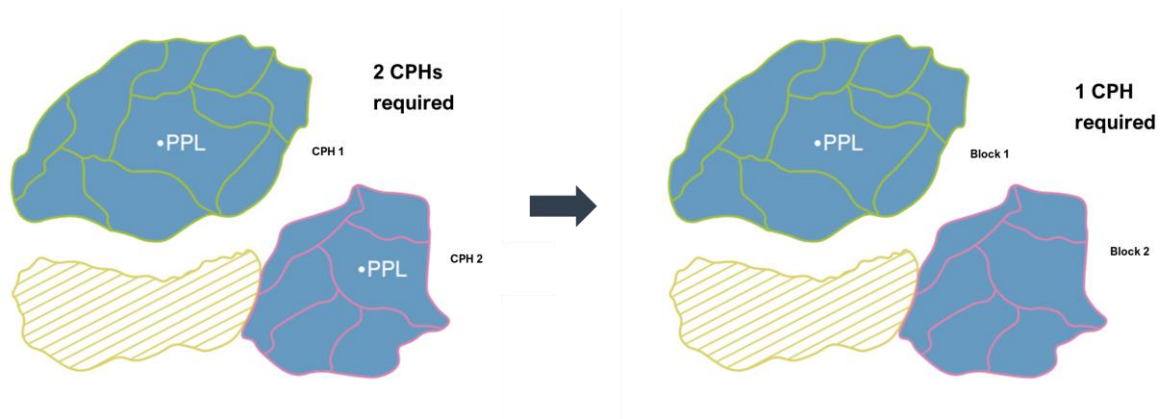 2 CPHs
required
•PPL
CPH 1
•PPL
CPH 2
1 CPH
required
•PPL
Block 1
Block 2